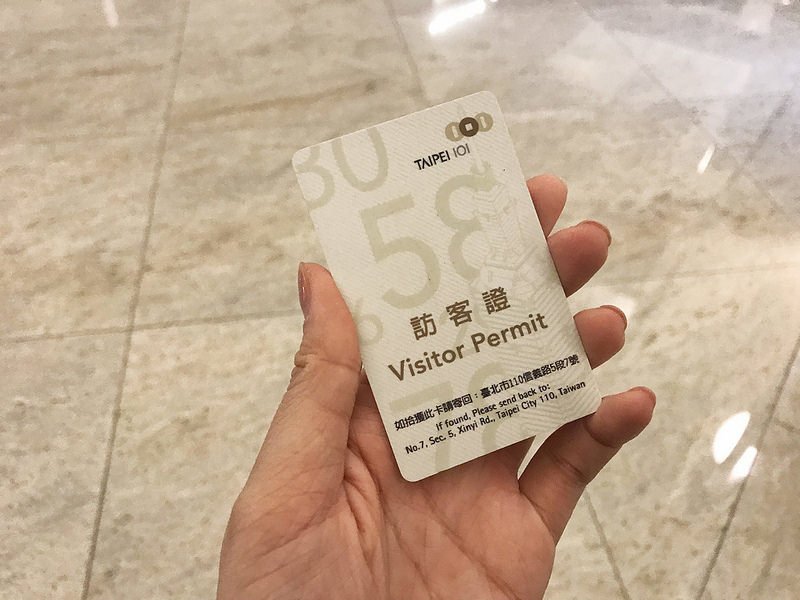 TAIPEI 101
80
58
訪客證
Visitor Permit
如拾獲此卡請寄回：臺北市110信義路5段7號
If found, Please send back to:
No.7, Sec. 5, Xinyi Rd., Taipei City 110, Taiwan